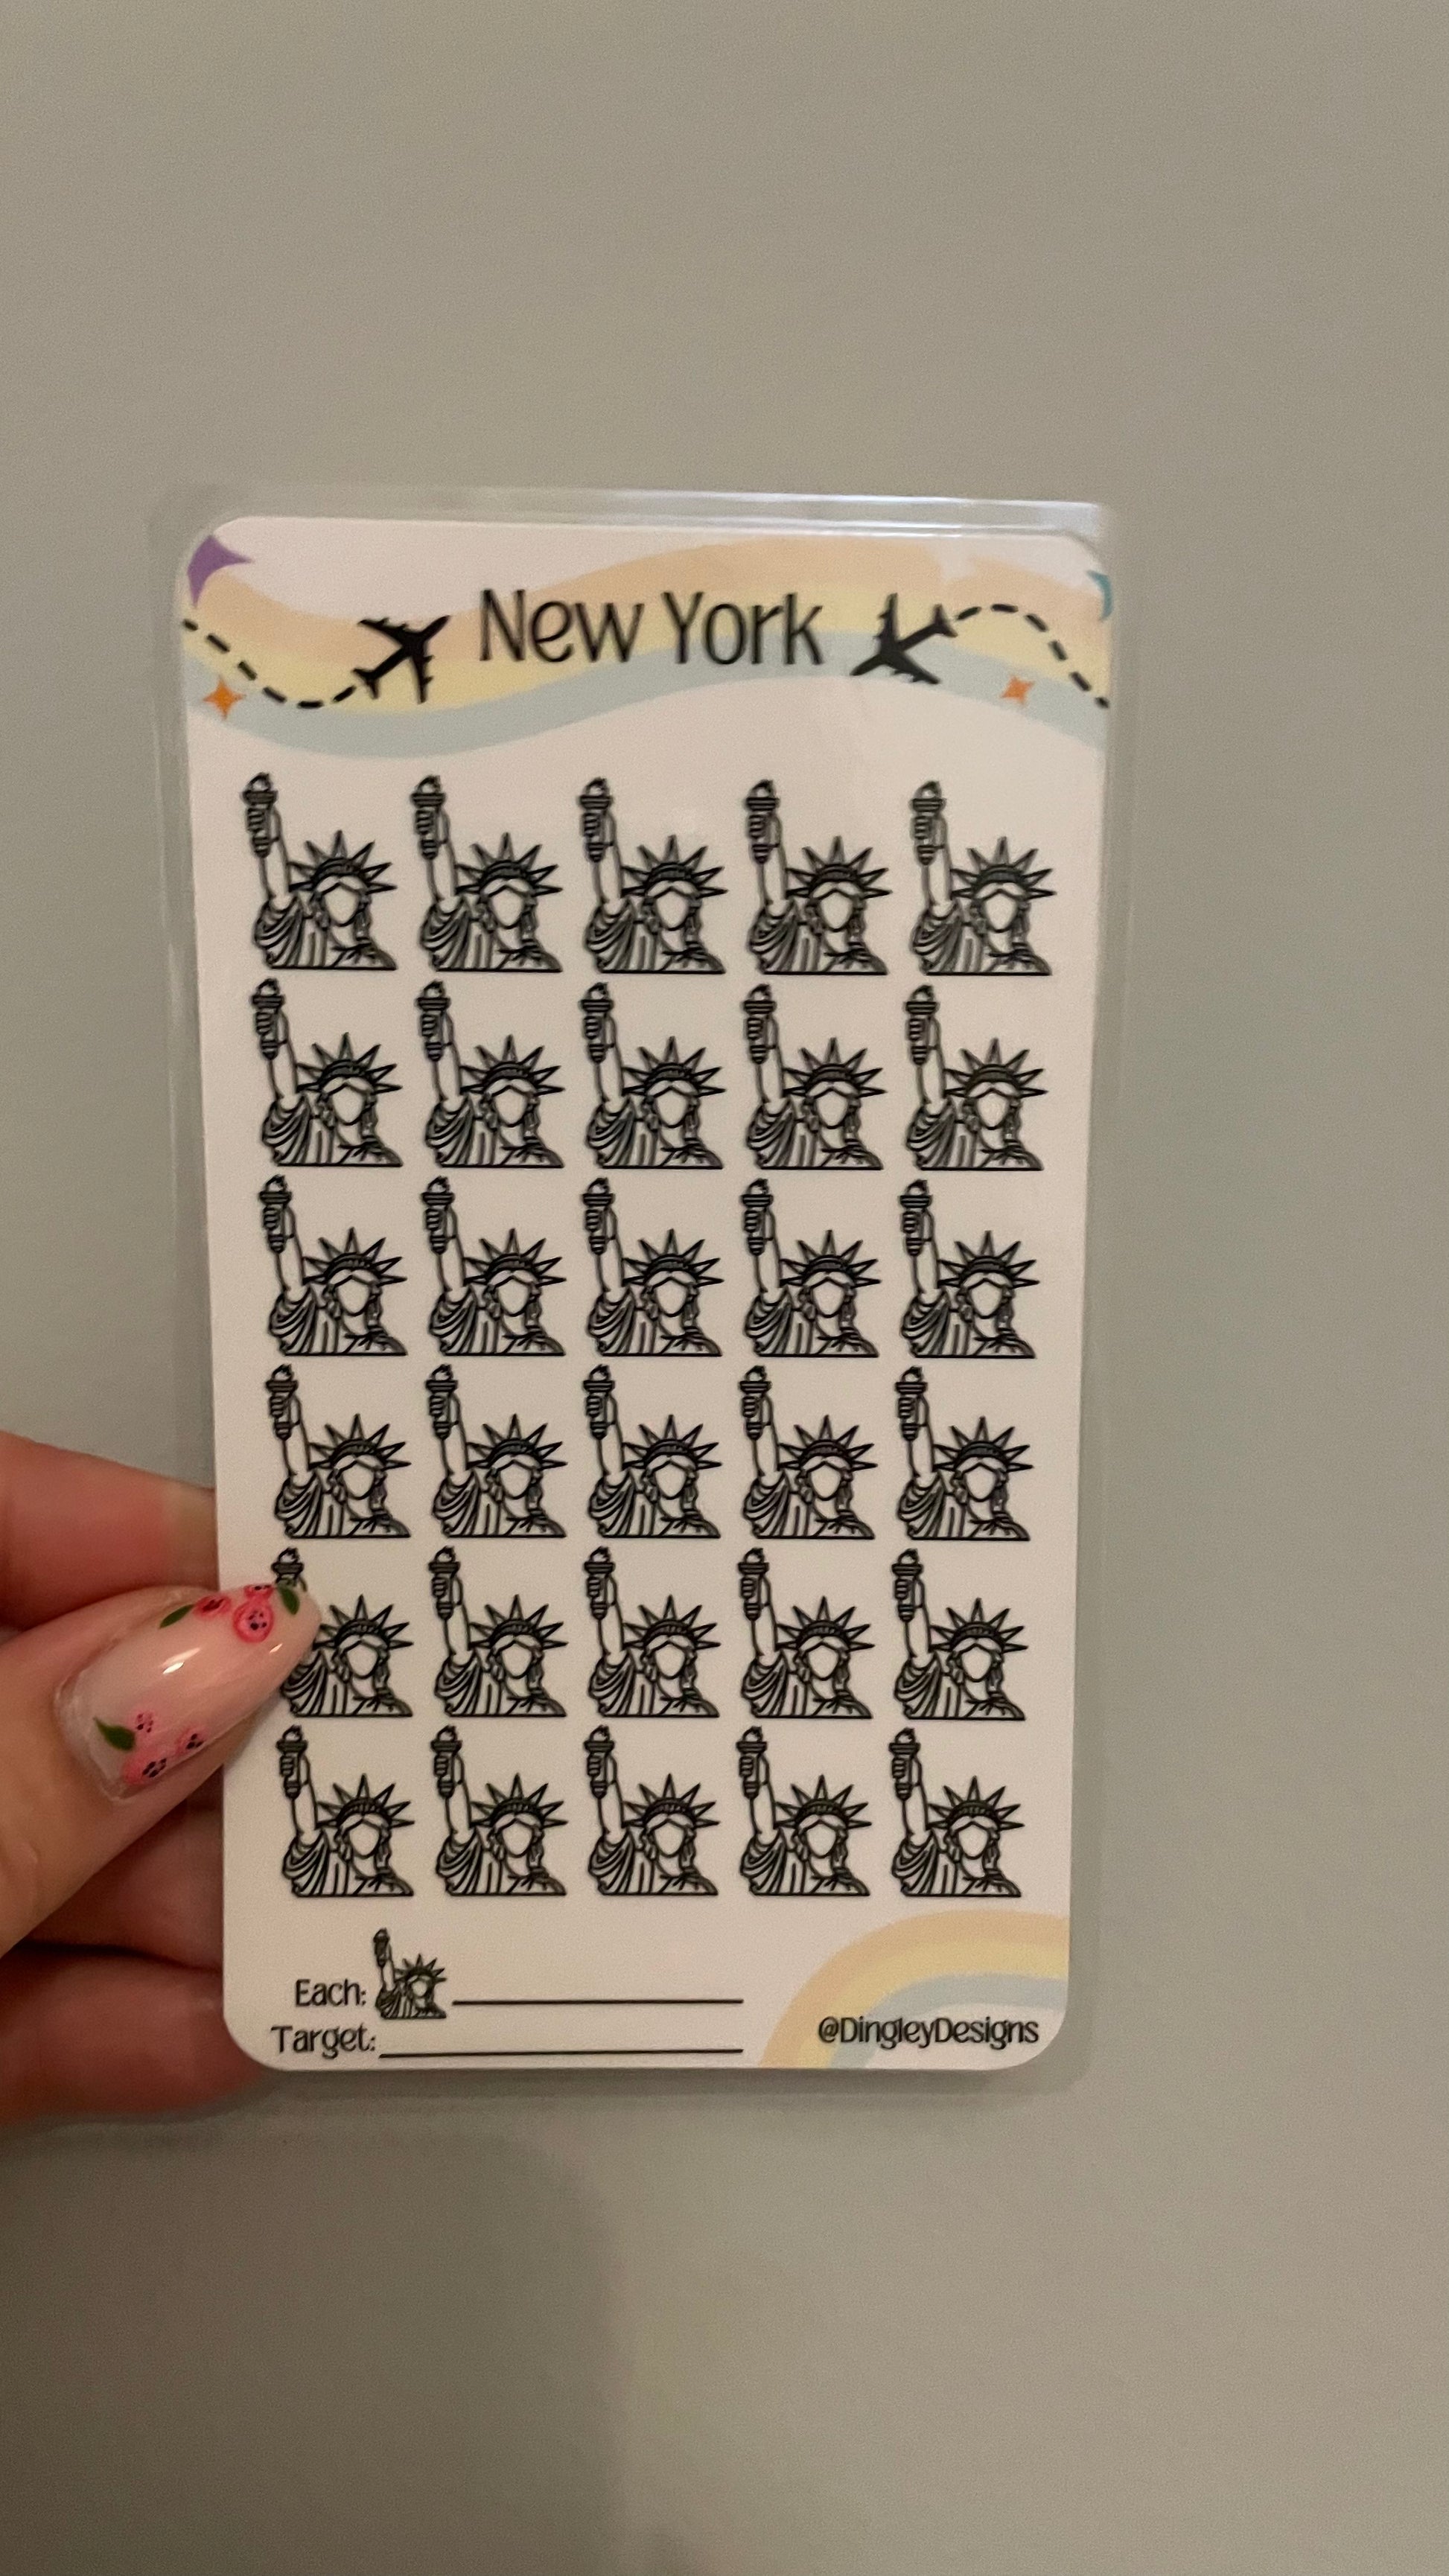 New York
Each:
Target:
@DingleyDesigns